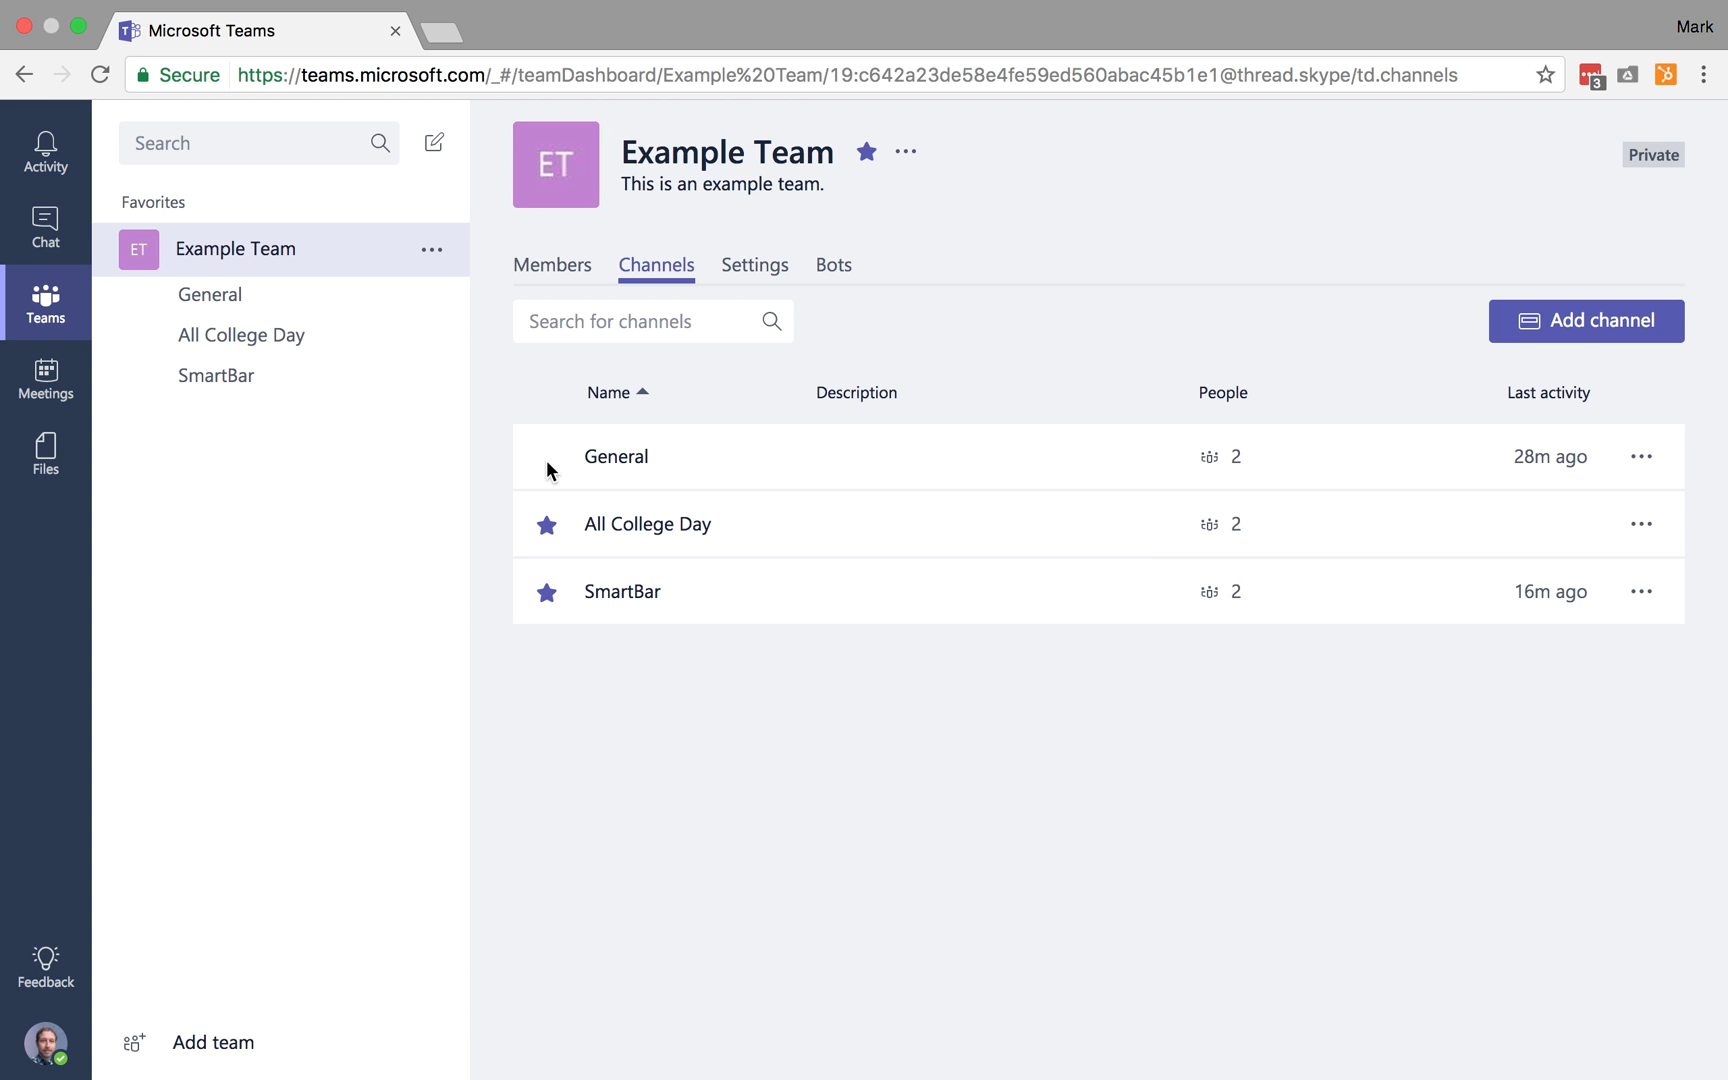 Microsoft Teams
Mark
Secure
https://teams.microsoft.com/_#/teamDashboard/Example%20Team/19:c642a23de58e4fe59ed560abac45b1e1@thread.skype/td.channels
3
Activity
Chat
Teams
Meetings
Files
Feedback
Search
Favorites
ET
Example Team
General
All College Day
SmartBar
Add team
ET
Example Team
This is an example team.
Private
Members Channels Settings Bots
Search for channels
Add channel
Name Description People Last activity
General 2 28m ago
All College Day 2
SmartBar 2 16m ago